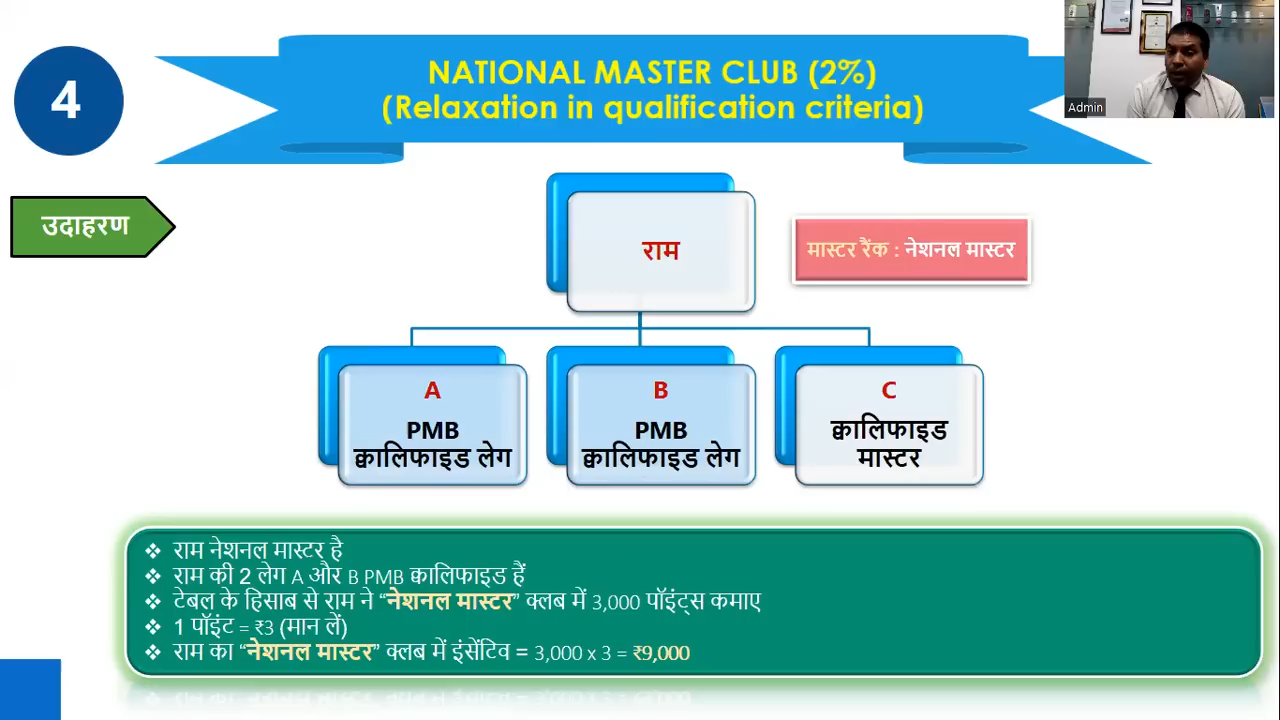 4
NATIONAL MASTER CLUB (2%)
(Relaxation in qualification criteria)
Admin
उदाहरण
राम
मास्टर रैंक : नेशनल मास्टर
A
PMB
क्वालिफाइड लेग
B
PMB
क्वालिफाइड लेग
C
क्वालिफाइड
मास्टर
❖ राम नेशनल मास्टर है
❖ राम की 2 लेग A और B PMB क्वालिफाइड हैं
❖ टेबल के हिसाब से राम ने “नेशनल मास्टर” क्लब में 3,000 पॉइंट्स कमाए
❖ 1 पॉइंट = ₹3 (मान लें)
❖ राम का “नेशनल मास्टर” क्लब में इंसेंटिव = 3,000 x 3 = ₹9,000